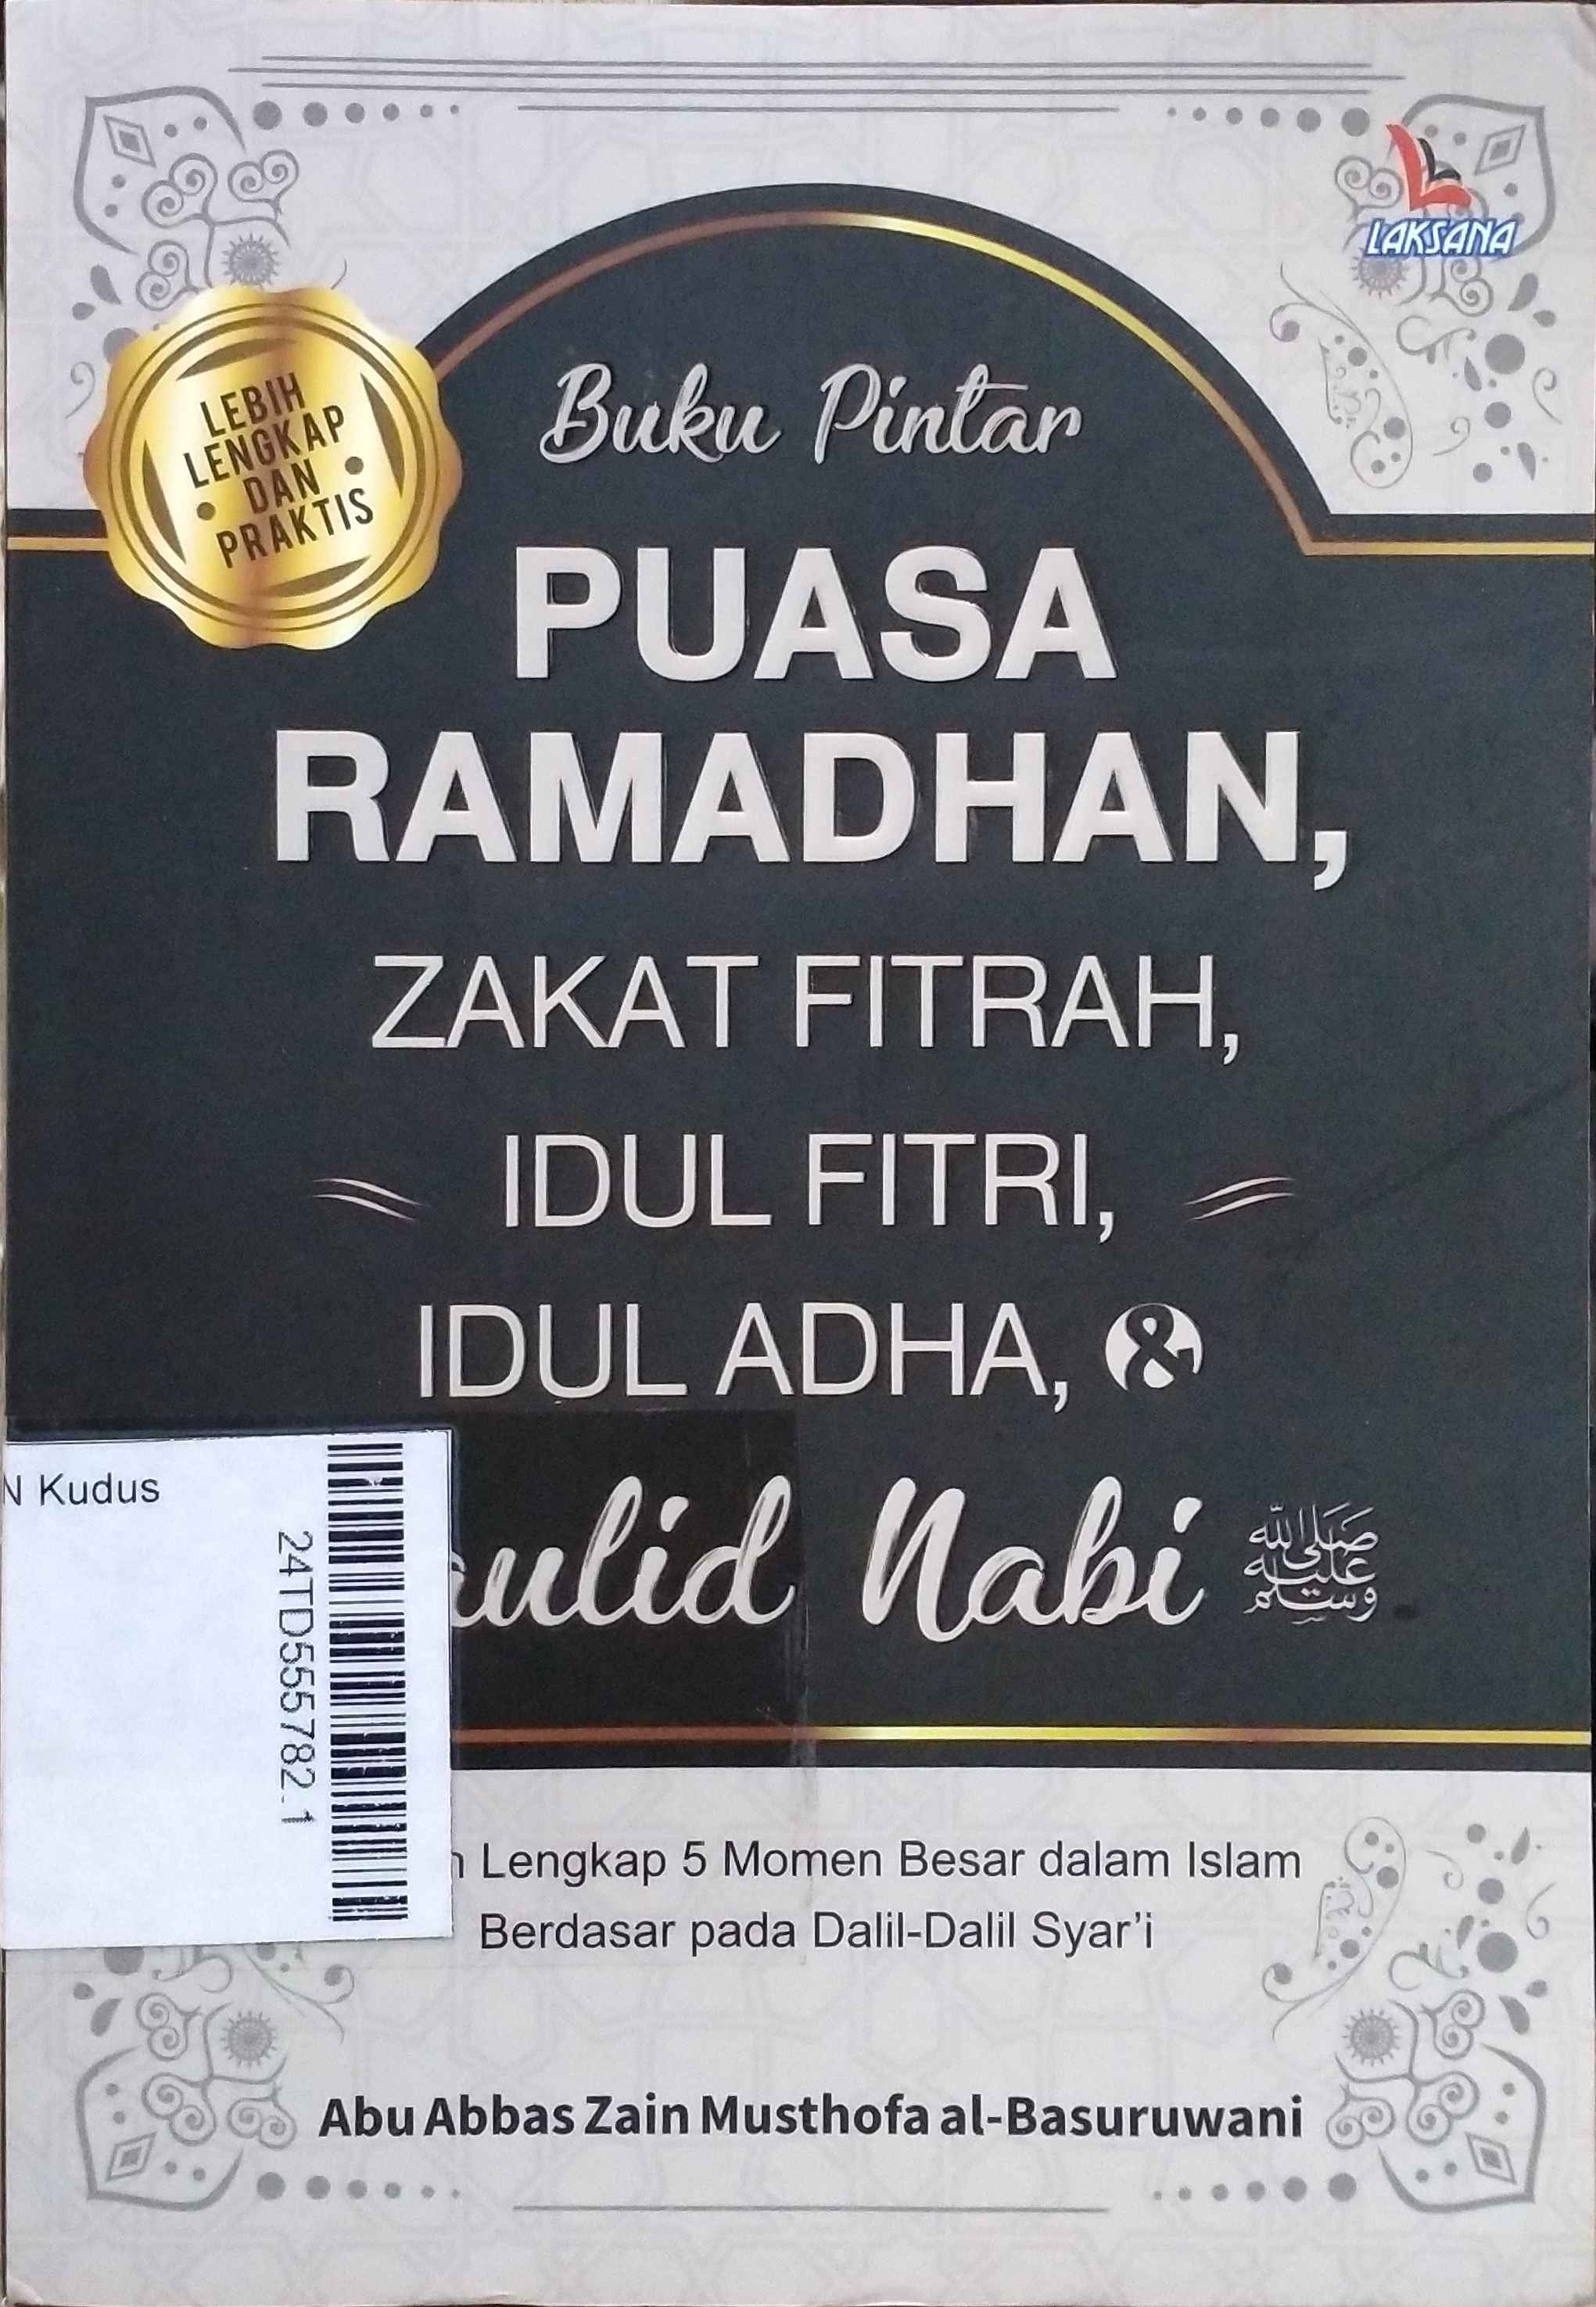 LAKSANA
LEBIH
LENGKAP
DAN
PRAKTIS
Buku Pintar
PUASA
RAMADHAN,
ZAKAT FITRAH,
IDUL FITRI,
IDUL ADHA, &
Nabi ﷺ
Kudus
24TD555782.1
Lengkap 5 Momen Besar dalam Islam
Berdasar pada Dalil-Dalil Syar'i
Abu Abbas Zain Musthofa al-Basuruwani